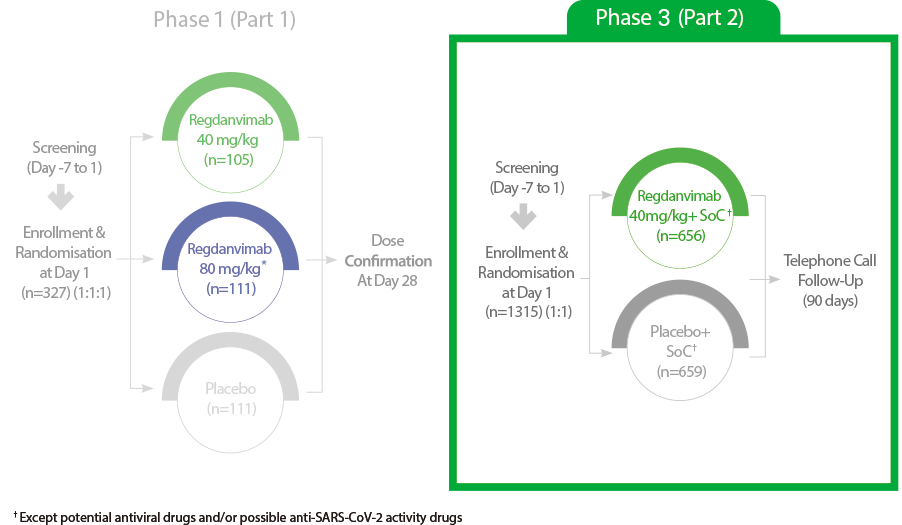 Phase 1 (Part 1)
Screening
(Day -7 to 1)
Enrollment &
Randomisation
at Day 1
(n=327) (1:1:1)
Regdanvimab
40 mg/kg
(n=105)
Regdanvimab
80 mg/kg*
(n=111)
Placebo
(n=111)
Dose
Confirmation
At Day 28
Phase 3 (Part 2)
Screening
(Day -7 to 1)
Enrollment &
Randomisation
at Day 1
(n=1315) (1:1)
Regdanvimab
40mg/kg+ SoC†
(n=656)
Placebo+
SoC†
(n=659)
Telephone Call
Follow-Up
(90 days)
† Except potential antiviral drugs and/or possible anti-SARS-CoV-2 activity drugs